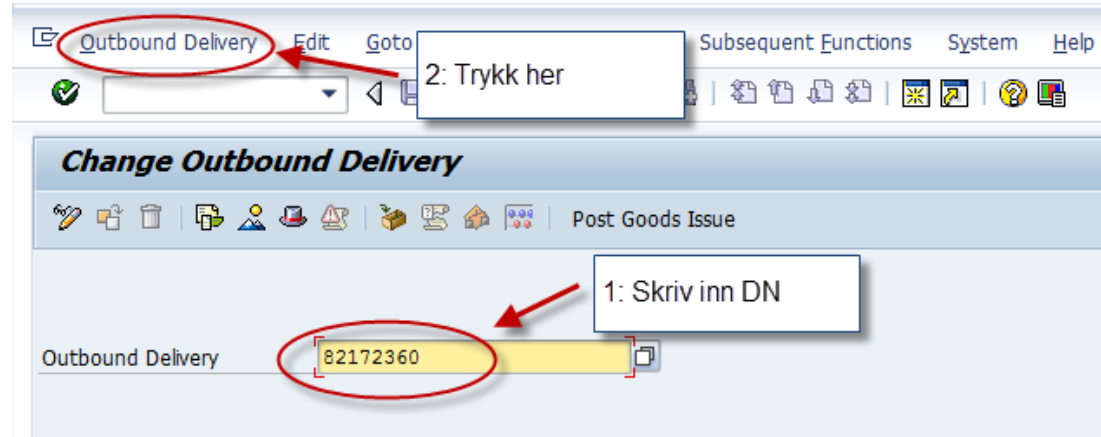 Outbound Delivery Edit Goto Subsequent Functions System Help
2: Trykk her
Change Outbound Delivery
Post Goods Issue
1: Skriv inn DN
Outbound Delivery 82172360